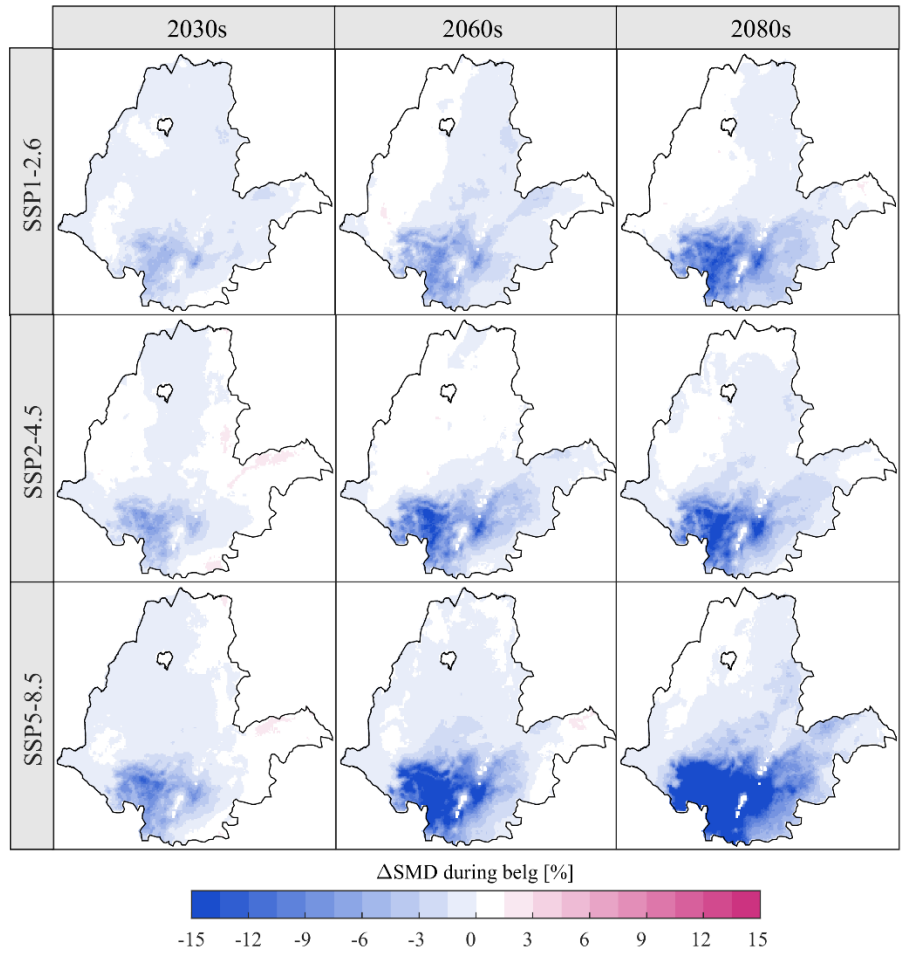 2030s 2060s 2080s
SSP1-2.6
SSP2-4.5
SSP5-8.5
ΔSMD during belg [%]
-15 -12 -9 -6 -3 0 3 6 9 12 15